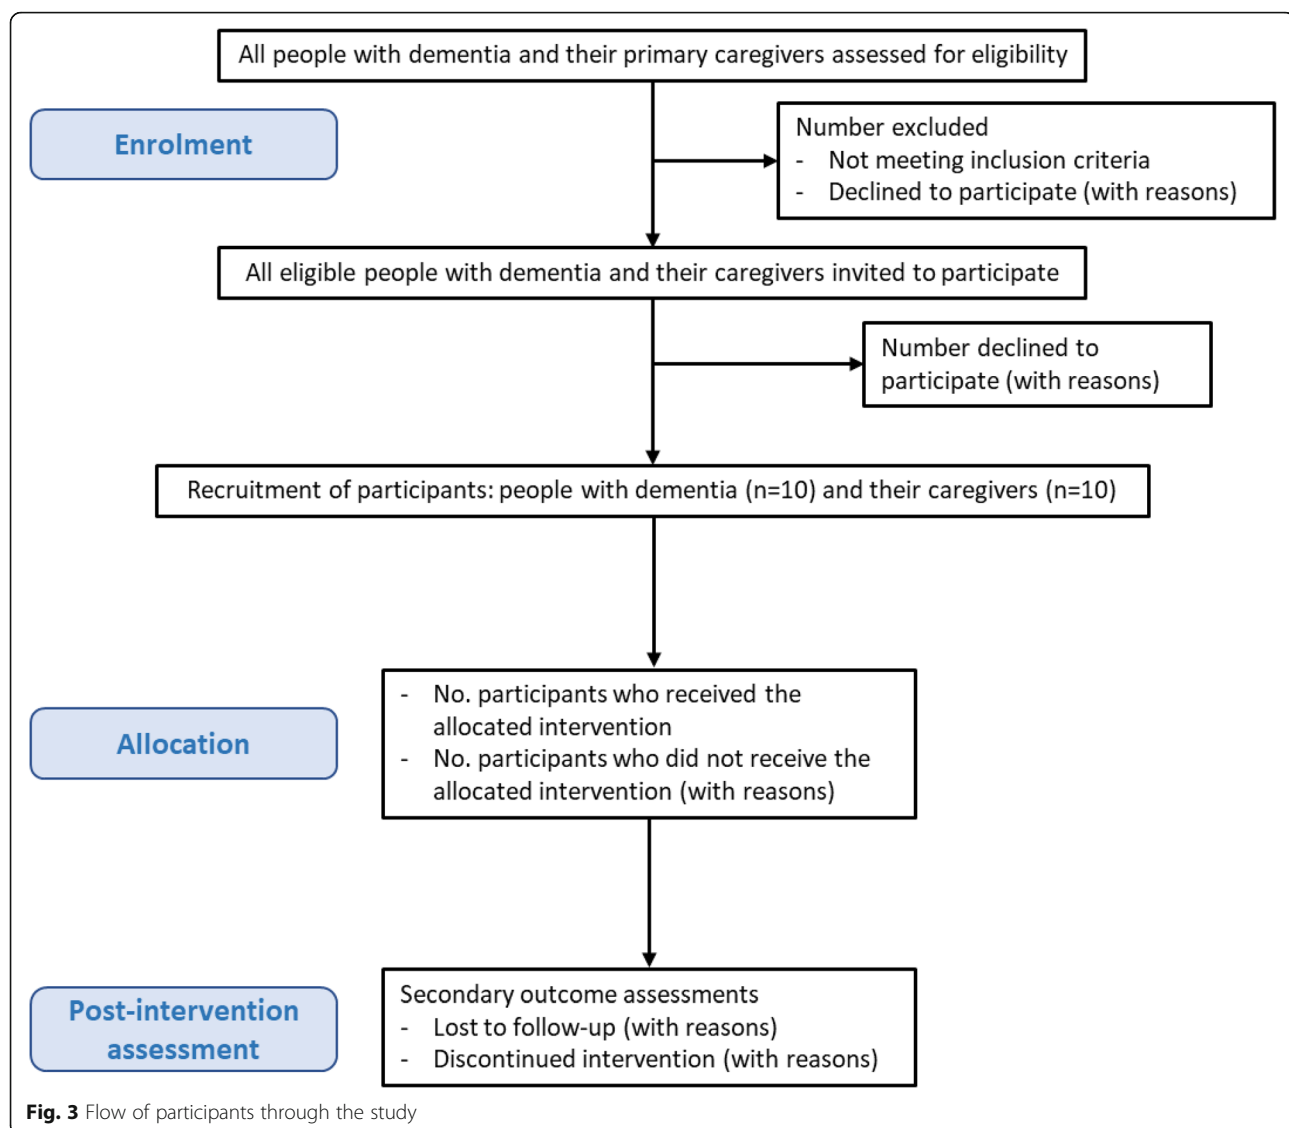 All people with dementia and their primary caregivers assessed for eligibility
Enrolment
Number excluded
- Not meeting inclusion criteria
- Declined to participate (with reasons)
All eligible people with dementia and their caregivers invited to participate
Number declined to
participate (with reasons)
Recruitment of participants: people with dementia (n=10) and their caregivers (n=10)
Allocation
- No. participants who received the
allocated intervention
- No. participants who did not receive the
allocated intervention (with reasons)
Post-intervention
assessment
Secondary outcome assessments
- Lost to follow-up (with reasons)
- Discontinued intervention (with reasons)
Fig. 3 Flow of participants through the study